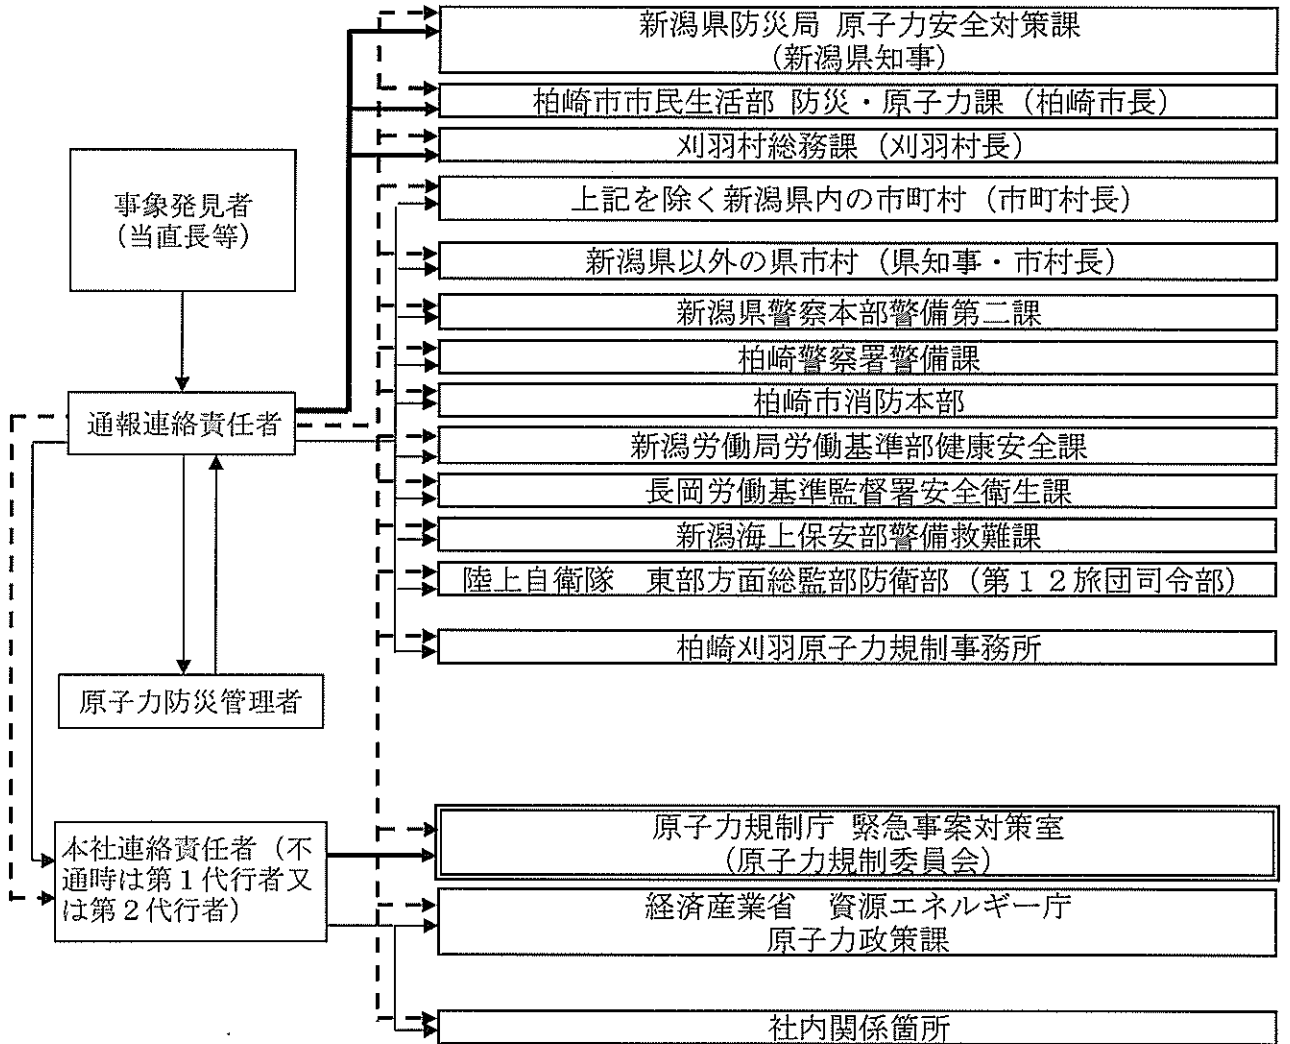 新潟県防災局 原子力安全対策課
（新潟県知事）
柏崎市市民生活部 防災・原子力課（柏崎市長）
刈羽村総務課（刈羽村長）
上記を除く新潟県内の市町村（市町村長）
新潟県以外の県市村（県知事・市村長）
新潟県警察本部警備第二課
柏崎警察署警備課
柏崎市消防本部
新潟労働局労働基準部健康安全課
長岡労働基準監督署安全衛生課
新潟海上保安部警備救難課
陸上自衛隊　東部方面総監部防衛部（第１２旅団司令部）
柏崎刈羽原子力規制事務所
事象発見者
（当直長等）
通報連絡責任者
原子力防災管理者
本社連絡責任者（不
通時は第１代行者又
は第２代行者）
原子力規制庁 緊急事案対策室
（原子力規制委員会）
経済産業省　資源エネルギー庁
原子力政策課
社内関係箇所